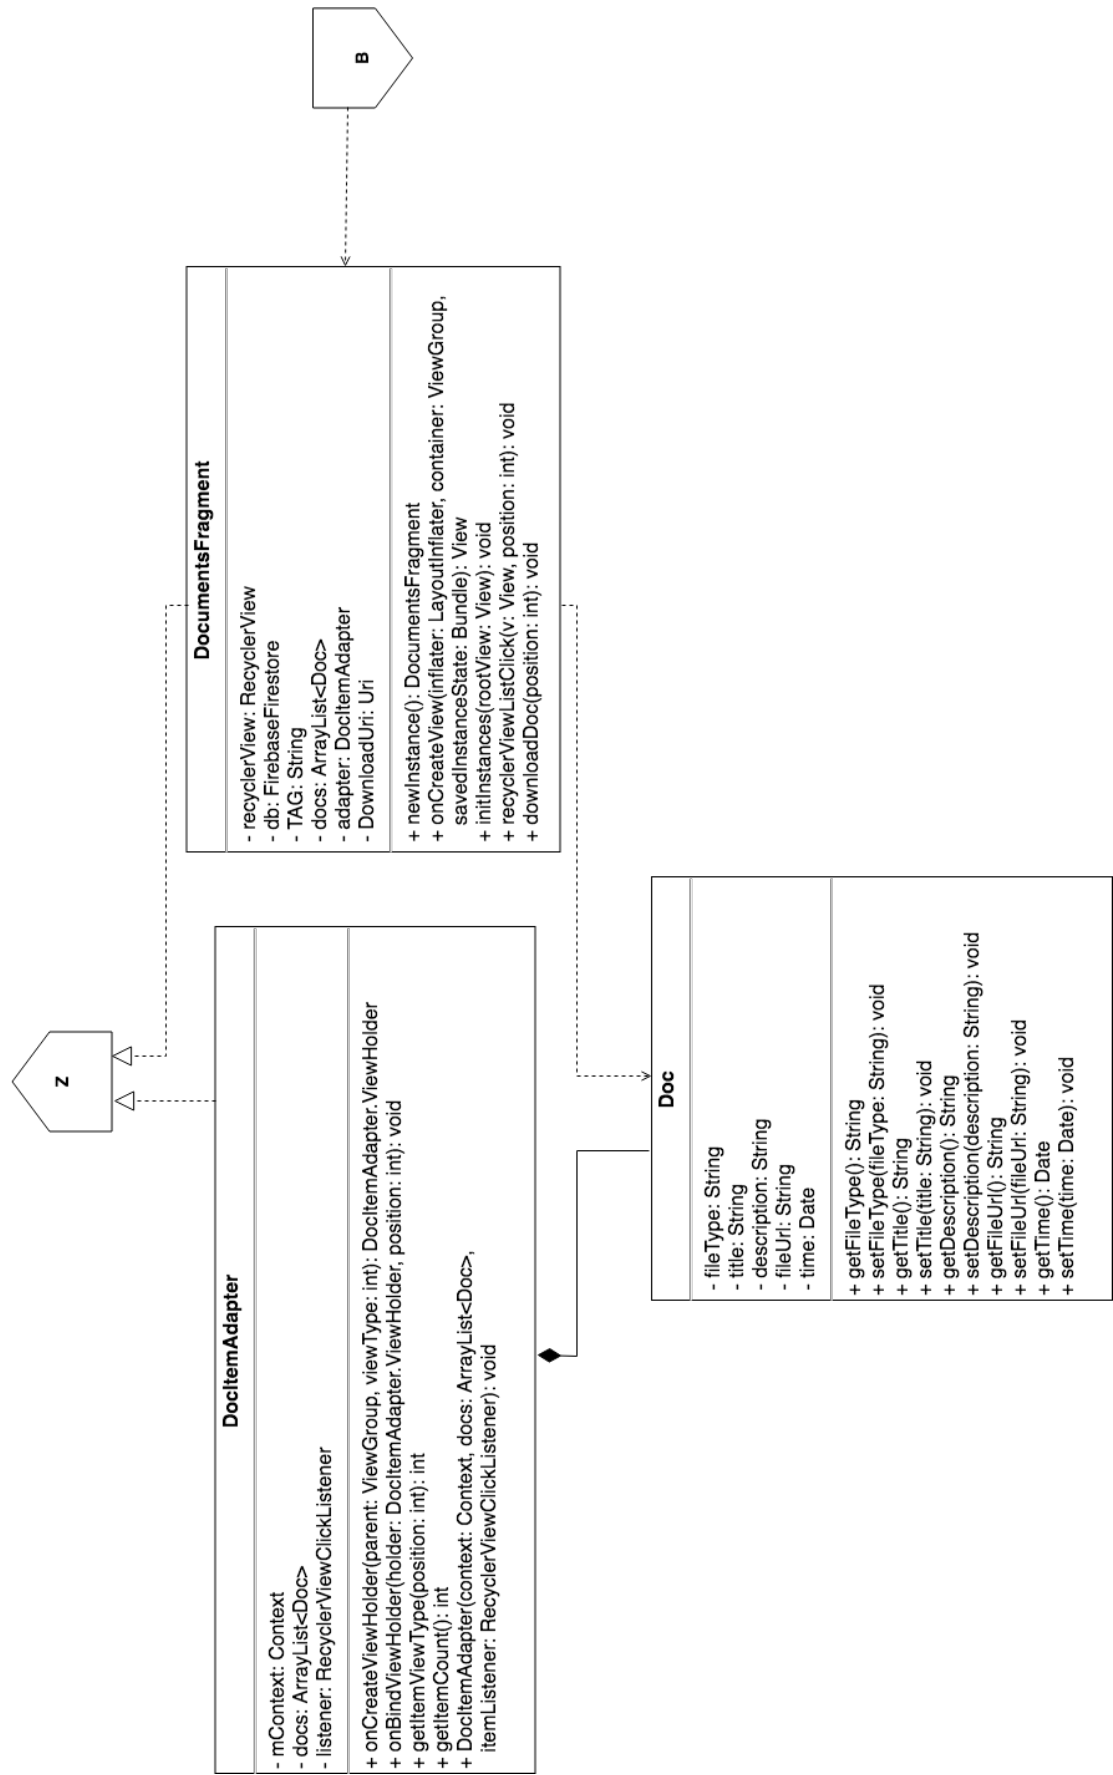 Z
DocItemAdapter
- mContext: Context
- docs: ArrayList<Doc>
- listener: RecyclerViewClickListener
+ onCreateViewHolder(parent: ViewGroup, viewType: int): DocItemAdapter.ViewHolder
+ onBindViewHolder(holder: DocItemAdapter.ViewHolder, position: int): void
+ getItemViewType(position: int): int
+ getItemCount(): int
+ DocItemAdapter(context: Context, docs: ArrayList<Doc>,
itemListener: RecyclerViewClickListener): void
DocumentsFragment
- recyclerView: RecyclerView
- db: FirebaseFirestore
- TAG: String
- docs: ArrayList<Doc>
- adapter: DocItemAdapter
- DownloadUri: Uri
+ newInstance(): DocumentsFragment
+ onCreateView(inflater: LayoutInflater, container: ViewGroup,
savedInstanceState: Bundle): View
+ initInstances(rootView: View): void
+ recyclerViewListClick(v: View, position: int): void
+ downloadDoc(position: int): void
B
Doc
- fileType: String
- title: String
- description: String
- fileUrl: String
- time: Date
+ getFileType(): String
+ setFileType(fileType: String): void
+ getTitle(): String
+ setTitle(title: String): void
+ getDescription(): String
+ setDescription(description: String): void
+ getFileUrl(): String
+ setFileUrl(fileUrl: String): void
+ getTime(): Date
+ setTime(time: Date): void